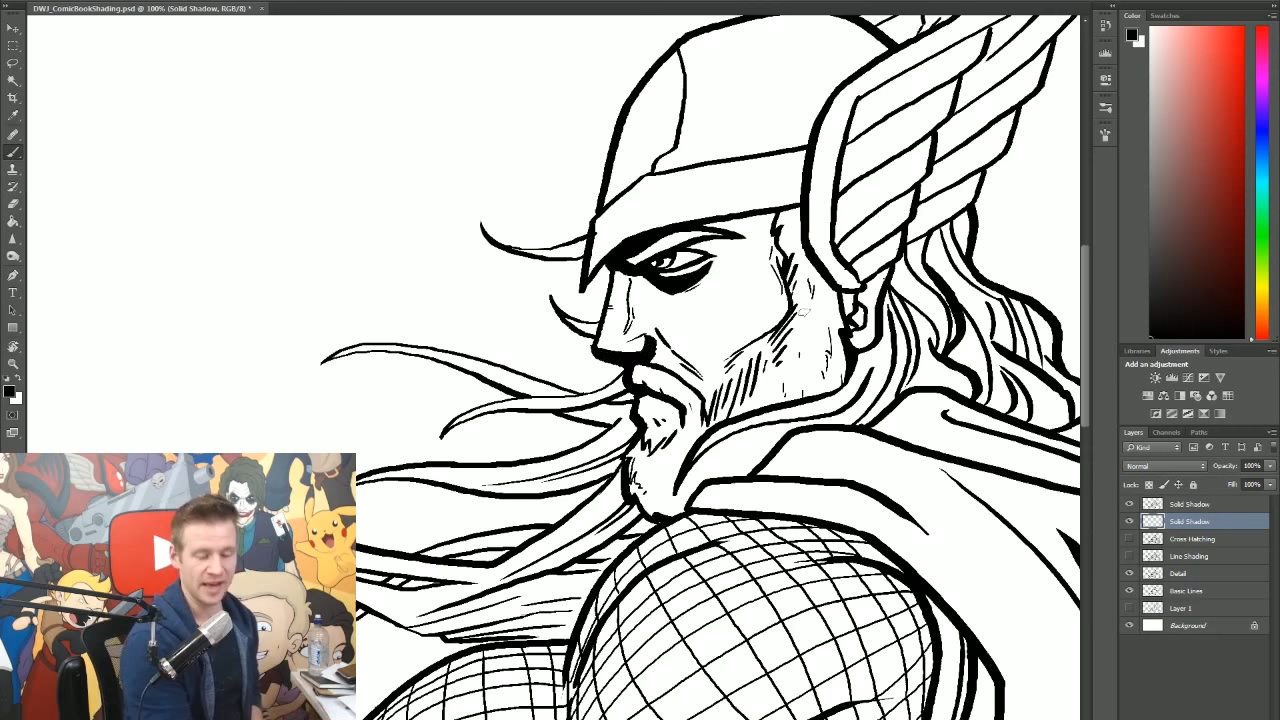 DWJ_ComicBookShading.psd @ 100% (Solid Shadow, RGB/8) *
Color Swatches
Libraries Adjustments Styles
Add an adjustment
Layers Channels Paths
Kind
Normal Opacity: 100%
Lock: Fill: 100%
Solid Shadow
Solid Shadow
Cross Hatching
Line Shading
Detail
Basic Lines
Layer 1
Background